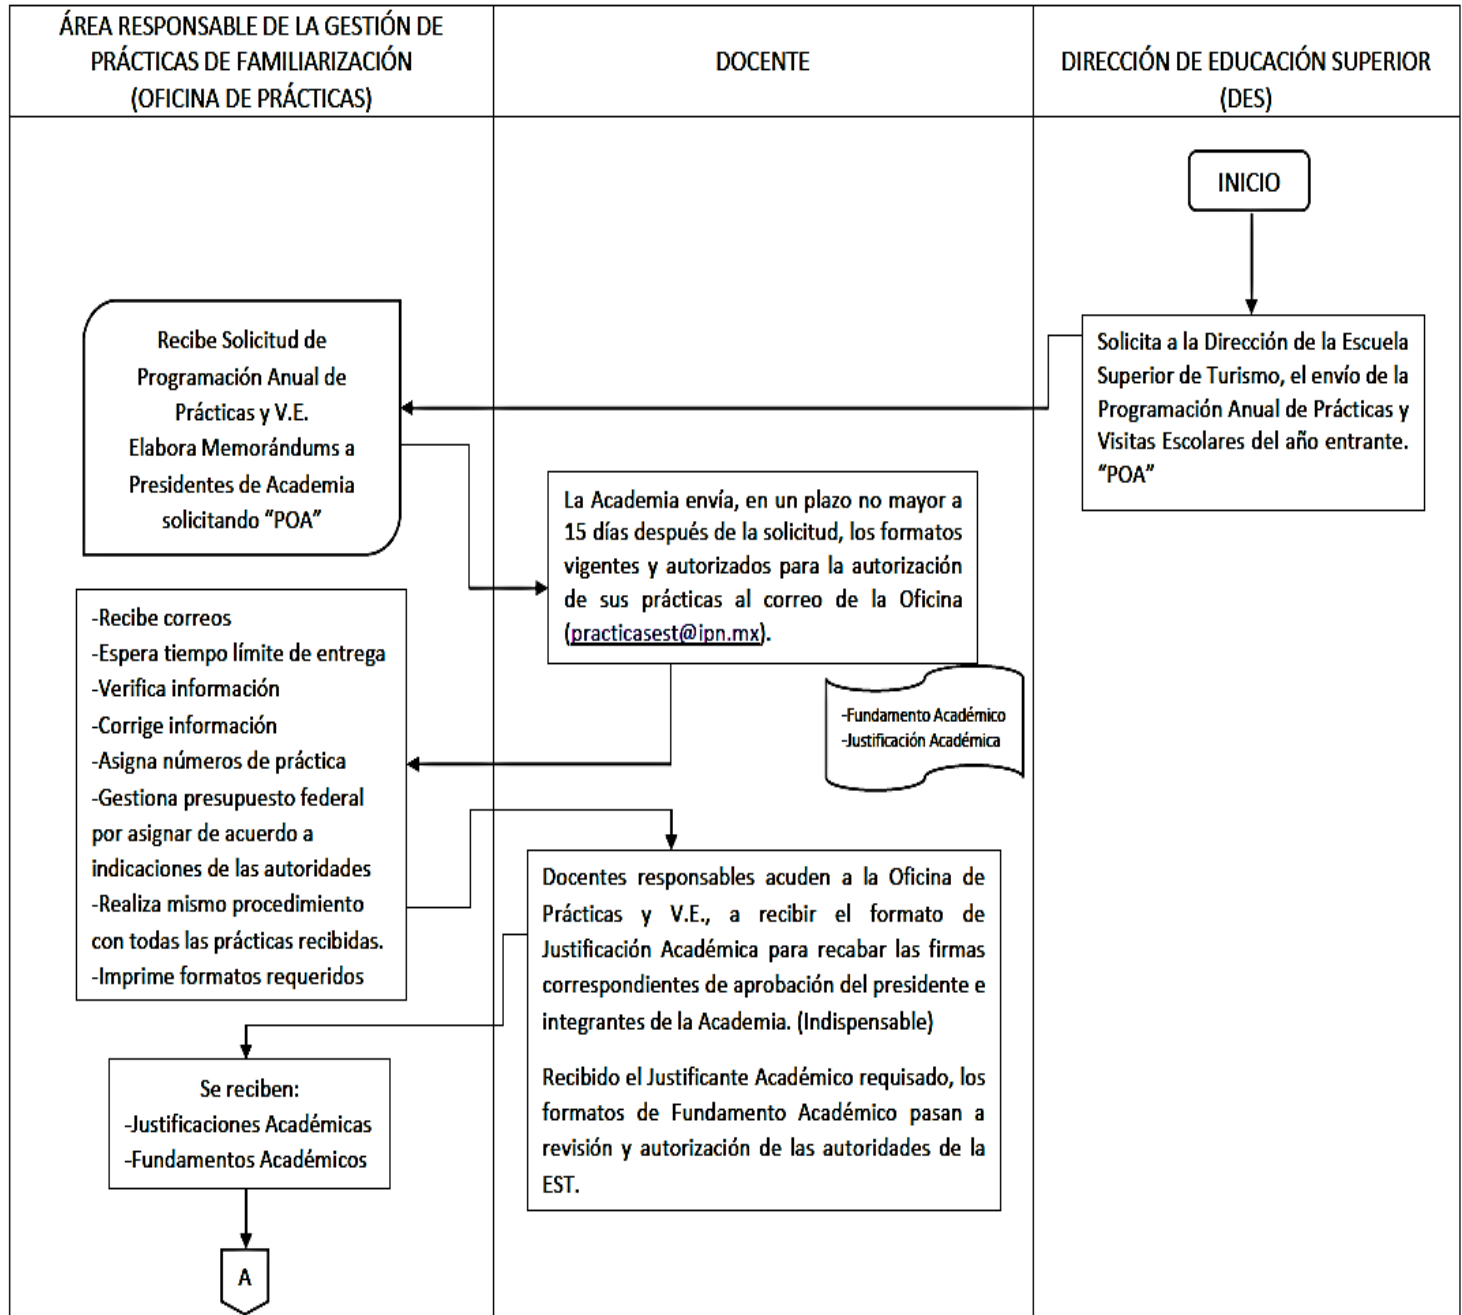 ÁREA RESPONSABLE DE LA GESTIÓN DE
PRÁCTICAS DE FAMILIARIZACIÓN
(OFICINA DE PRÁCTICAS)
DOCENTE
DIRECCIÓN DE EDUCACIÓN SUPERIOR
(DES)
INICIO
Solicita a la Dirección de la Escuela
Superior de Turismo, el envío de la
Programación Anual de Prácticas y
Visitas Escolares del año entrante.
“POA”
Recibe Solicitud de
Programación Anual de
Prácticas y V.E.
Elabora Memorándums a
Presidentes de Academia
solicitando “POA”
La Academia envía, en un plazo no mayor a
15 días después de la solicitud, los formatos
vigentes y autorizados para la autorización
de sus prácticas al correo de la Oficina
(practicasest@ipn.mx).
-Fundamento Académico
-Justificación Académica
-Recibe correos
-Espera tiempo límite de entrega
-Verifica información
-Corrige información
-Asigna números de práctica
-Gestiona presupuesto federal
por asignar de acuerdo a
indicaciones de las autoridades
-Realiza mismo procedimiento
con todas las prácticas recibidas.
-Imprime formatos requeridos
Docentes responsables acuden a la Oficina de
Prácticas y V.E., a recibir el formato de
Justificación Académica para recabar las firmas
correspondientes de aprobación del presidente e
integrantes de la Academia. (Indispensable)
Recibido el Justificante Académico requisado, los
formatos de Fundamento Académico pasan a
revisión y autorización de las autoridades de la
EST.
Se reciben:
-Justificaciones Académicas
-Fundamentos Académicos
A